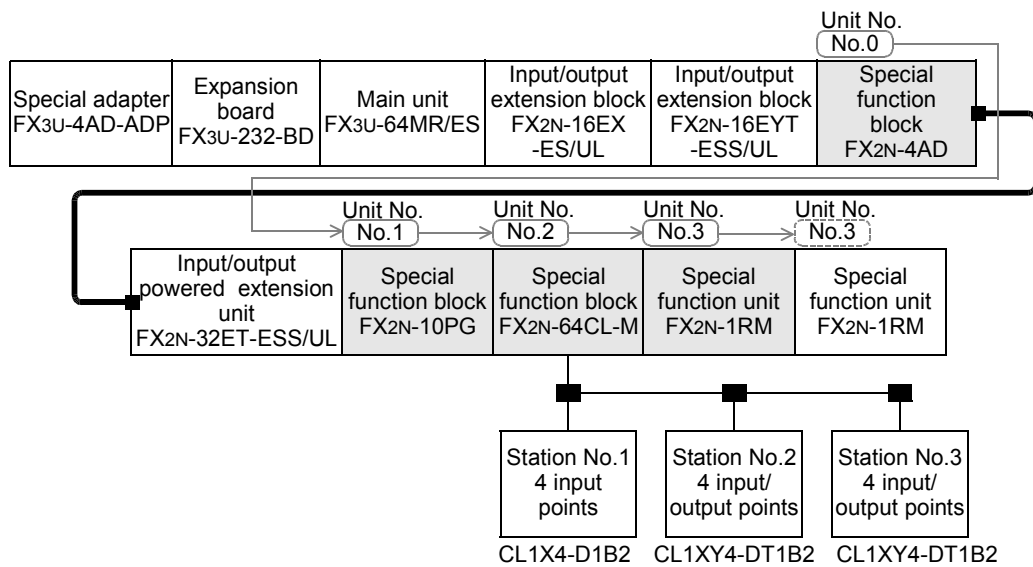 Unit No.
No.0
Special adapter
FX3U-4AD-ADP
Expansion
board
FX3U-232-BD
Main unit
FX3U-64MR/ES
Input/output
extension block
FX2N-16EX
-ES/UL
Input/output
extension block
FX2N-16EYT
-ESS/UL
Special
function
block
FX2N-4AD
Unit No.
No.1
Unit No.
No.2
Unit No.
No.3
Unit No.
No.3
Input/output
powered extension
unit
FX2N-32ET-ESS/UL
Special
function block
FX2N-10PG
Special
function block
FX2N-64CL-M
Special
function unit
FX2N-1RM
Special
function unit
FX2N-1RM
Station No.1
4 input
points
Station No.2
4 input/
output points
Station No.3
4 input/
output points
CL1X4-D1B2
CL1XY4-DT1B2
CL1XY4-DT1B2